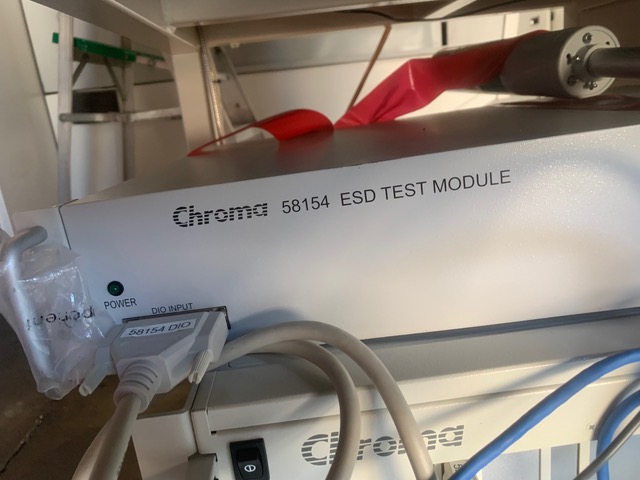 Chroma 58154 ESD TEST MODULE
POWER
DIO INPUT
58154 DIO
Chroma